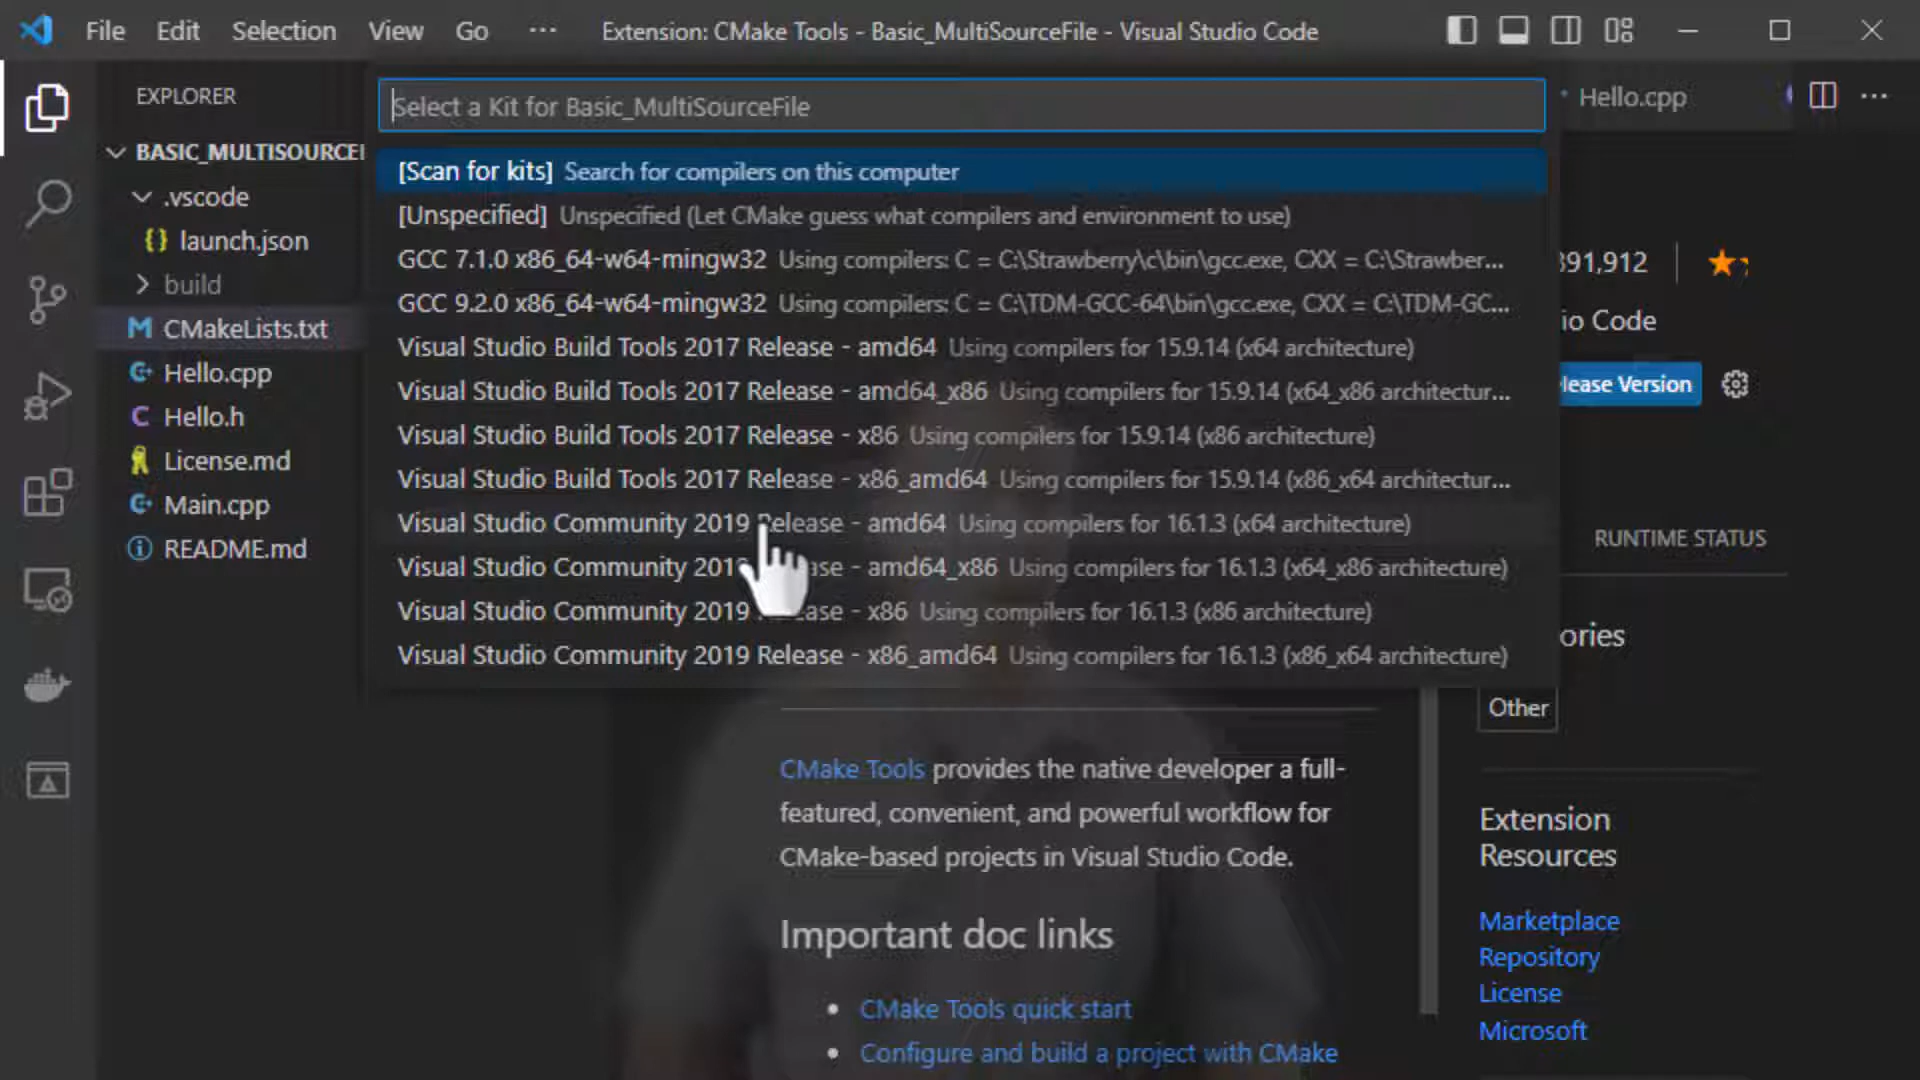 File Edit Selection View Go ··· Extension: CMake Tools - Basic_MultiSourceFile - Visual Studio Code
EXPLORER
BASIC_MULTISOURCE
.vscode
{} launch.json
build
CMakeLists.txt
Hello.cpp
Hello.h
License.md
Main.cpp
README.md
Select a Kit for Basic_MultiSourceFile
[Scan for kits] Search for compilers on this computer
[Unspecified] Unspecified (Let CMake guess what compilers and environment to use)
GCC 7.1.0 x86_64-w64-mingw32 Using compilers: C = C:\Strawberry\c\bin\gcc.exe, CXX = C:\Strawber...
GCC 9.2.0 x86_64-w64-mingw32 Using compilers: C = C:\TDM-GCC-64\bin\gcc.exe, CXX = C:\TDM-GC...
Visual Studio Build Tools 2017 Release - amd64 Using compilers for 15.9.14 (x64 architecture)
Visual Studio Build Tools 2017 Release - amd64_x86 Using compilers for 15.9.14 (x64_x86 architectur...
Visual Studio Build Tools 2017 Release - x86 Using compilers for 15.9.14 (x86 architecture)
Visual Studio Build Tools 2017 Release - x86_amd64 Using compilers for 15.9.14 (x86_x64 architectur...
Visual Studio Community 2019 Release - amd64 Using compilers for 16.1.3 (x64 architecture)
Visual Studio Community 201 ase - amd64_x86 Using compilers for 16.1.3 (x64_x86 architecture)
Visual Studio Community 2019 ease - x86 Using compilers for 16.1.3 (x86 architecture)
Visual Studio Community 2019 Release - x86_amd64 Using compilers for 16.1.3 (x86_x64 architecture)
Hello.cpp
391,912
io Code
lease Version
RUNTIME STATUS
ories
Other
CMake Tools provides the native developer a full-
featured, convenient, and powerful workflow for
CMake-based projects in Visual Studio Code.
Important doc links
• CMake Tools quick start
• Configure and build a project with CMake
Extension
Resources
Marketplace
Repository
License
Microsoft